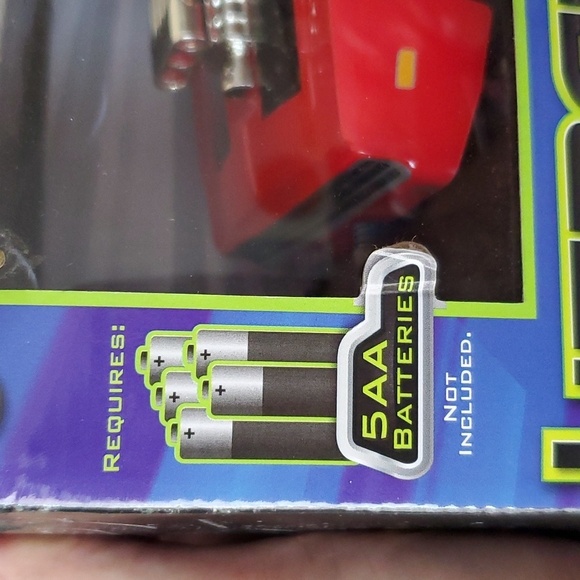 REQUIRES:
5AA
BATTERIES
NOT
INCLUDED.